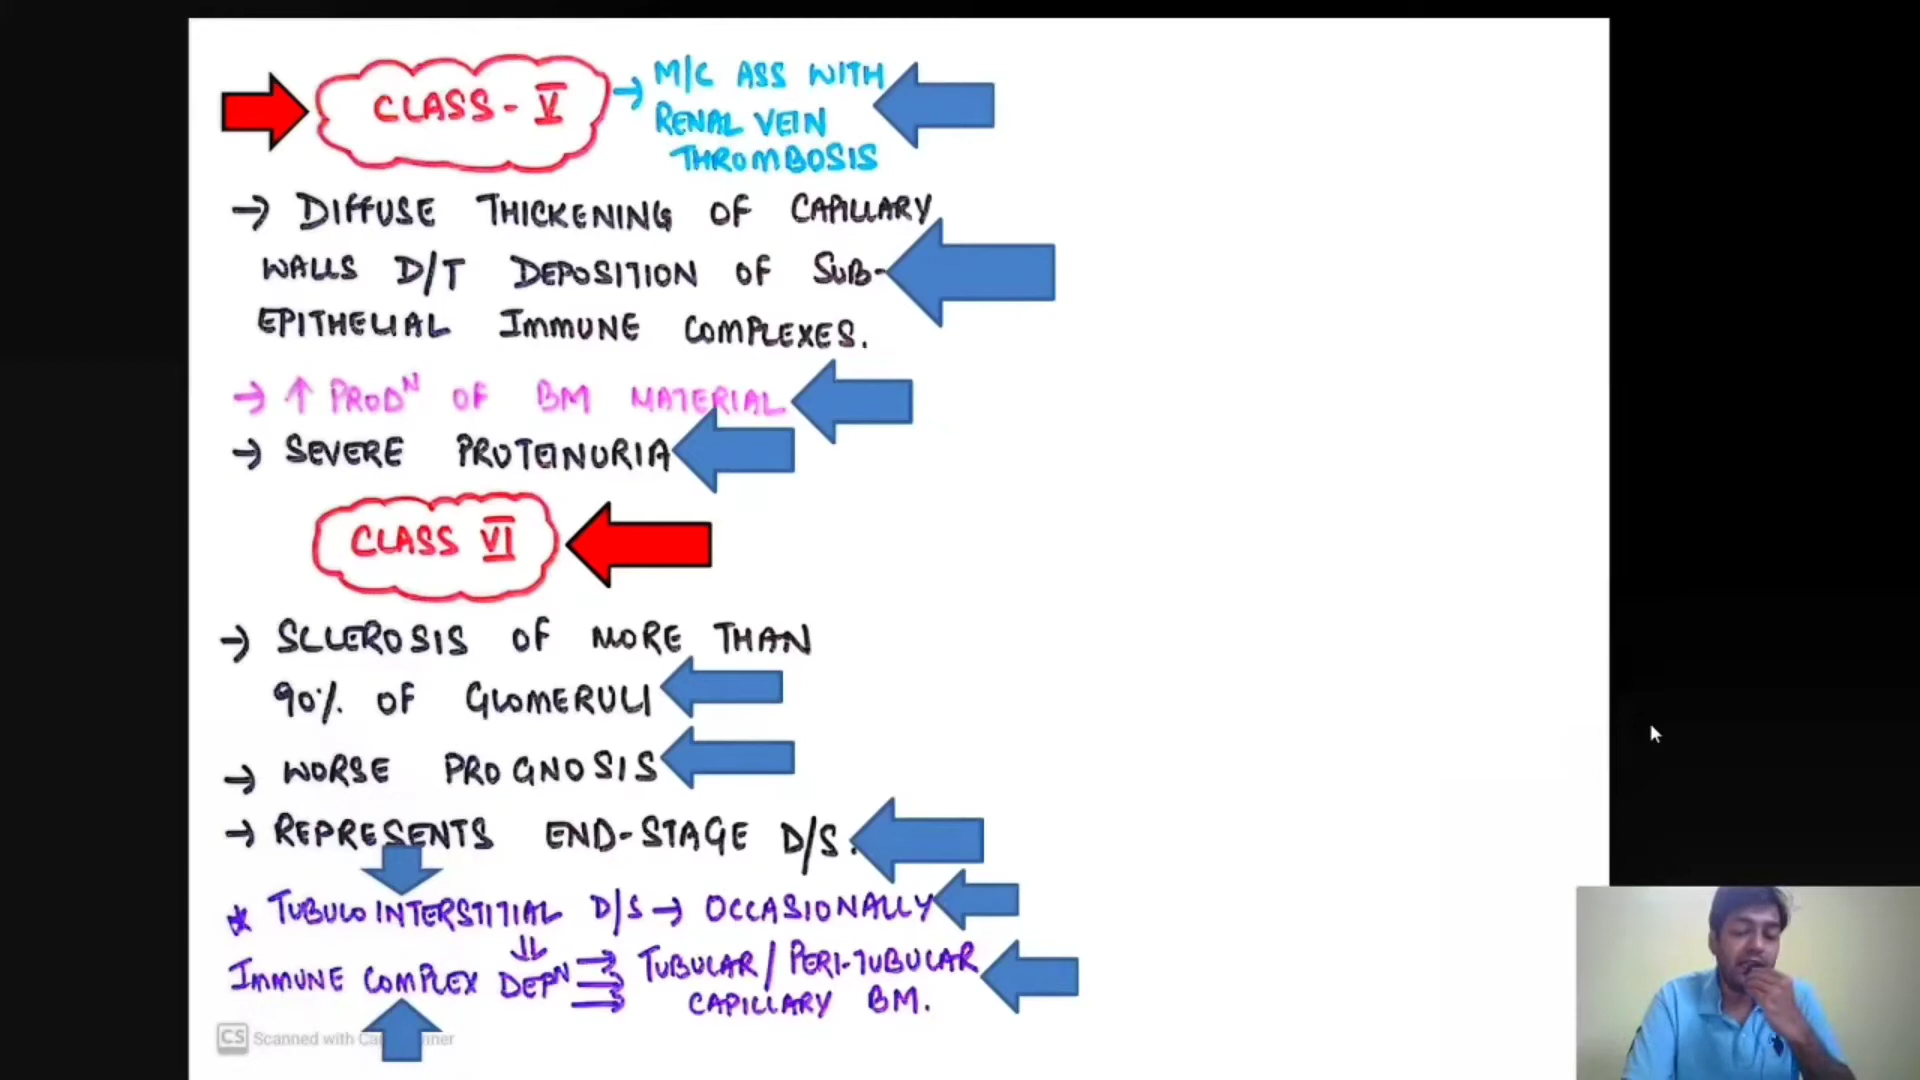 CLASS - V → M/C ASS WITH
RENAL VEIN
THROMBOSIS
→ DIFFUSE THICKENING OF CAPILLARY
WALLS D/T DEPOSITION OF SUB-
EPITHELIAL IMMUNE COMPLEXES.
→ ↑ PRODᴺ OF BM MATERIAL
→ SEVERE PROTEINURIA
CLASS VI
→ SCLEROSIS OF MORE THAN
90% OF GLOMERULI
→ WORSE PROGNOSIS
→ REPRESENTS END-STAGE D/S.
* TUBULOINTERSTITIAL D/S → OCCASIONALLY
IMMUNE COMPLEX DEPᴺ → TUBULAR / PERI-TUBULAR
CAPILLARY BM.
CS Scanned with